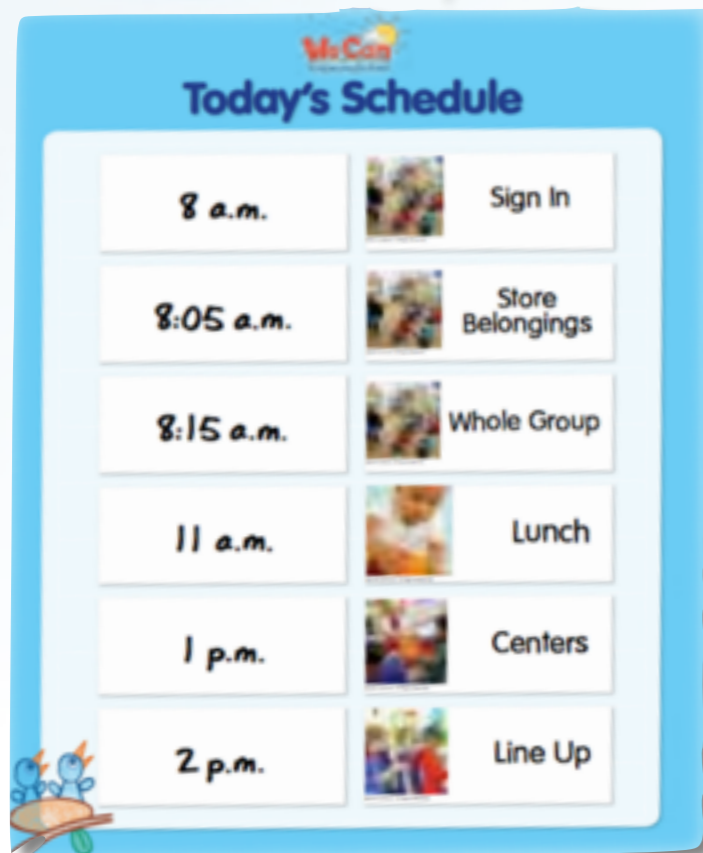 We Can
Today's Schedule
8 a.m.
Sign In
8:05 a.m.
Store
Belongings
8:15 a.m.
Whole Group
11 a.m.
Lunch
1 p.m.
Centers
2 p.m.
Line Up